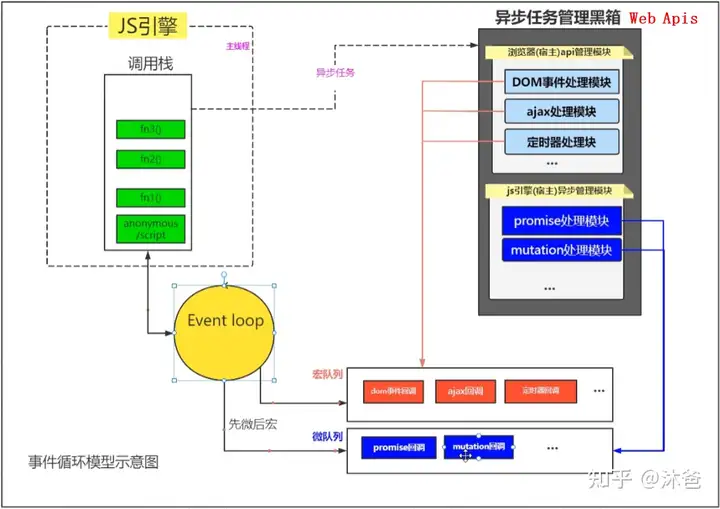 JS引擎
主线程
调用栈
fn3()
fn2()
fn1()
anonymous
/script
异步任务
异步任务管理黑箱 Web Apis
浏览器(宿主)api管理模块
DOM事件处理模块
ajax处理模块
定时器处理块
...
js引擎(宿主)异步管理模块
promise处理模块
mutation处理模块
...
Event loop
先微后宏
宏队列
dom事件回调
ajax回调
定时器回调
...
微队列
promise回调
mutation回调
...
事件循环模型示意图
知乎 @沐爸